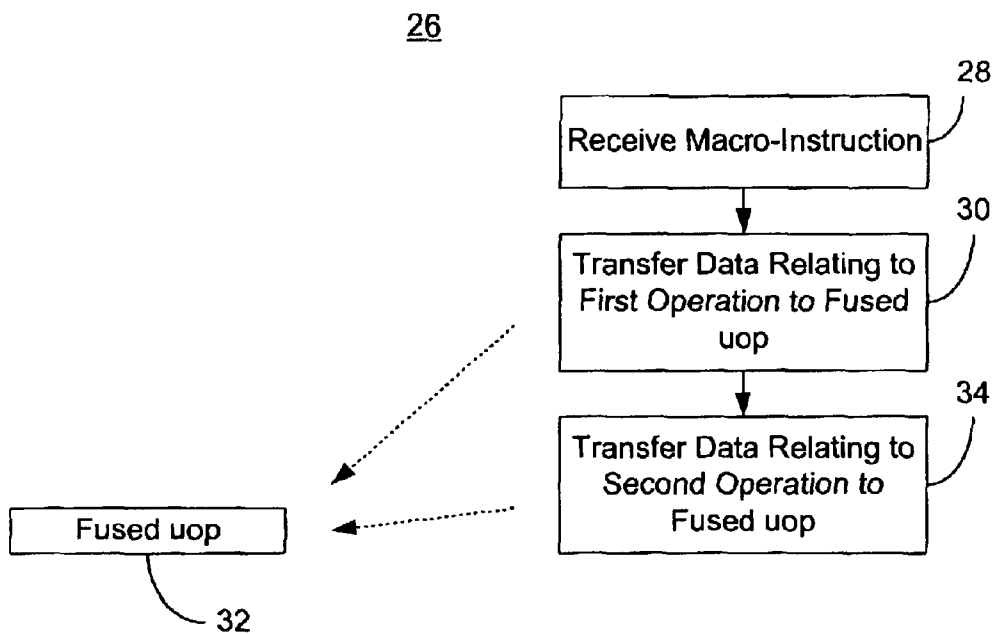 26
28
Receive Macro-Instruction
30
Transfer Data Relating to
First Operation to Fused
uop
34
Transfer Data Relating to
Second Operation to
Fused uop
Fused uop
32